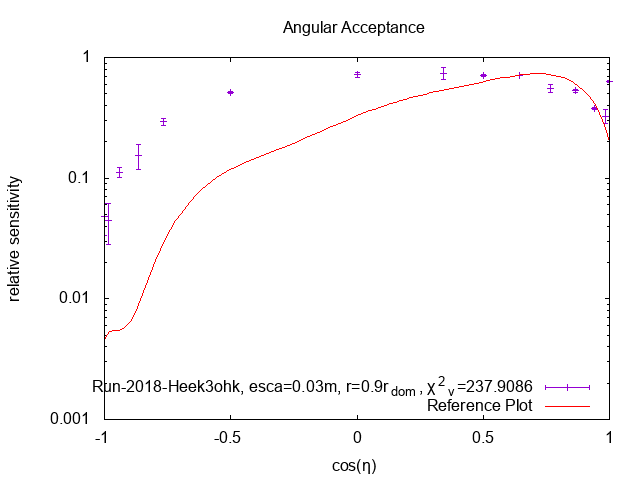 Angular Acceptance
1
0.1
0.01
0.001
relative sensitivity
Run-2018-Heek3ohk, esca=0.03m, r=0.9r_dom, χ²_v=237.9086
Reference Plot
-1 -0.5 0 0.5 1
cos(η)